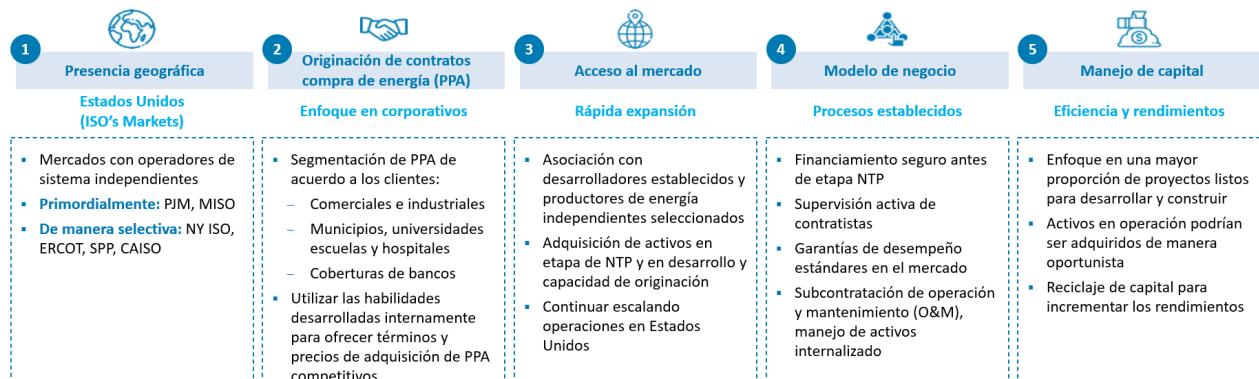 1
Presencia geográfica
Estados Unidos
(ISO's Markets)
▪ Mercados con operadores de
sistema independientes
▪ Primordialmente: PJM, MISO
▪ De manera selectiva: NY ISO,
ERCOT, SPP, CAISO
2
Originación de contratos
compra de energía (PPA)
Enfoque en corporativos
▪ Segmentación de PPA de
acuerdo a los clientes:
– Comerciales e industriales
– Municipios, universidades
escuelas y hospitales
– Coberturas de bancos
▪ Utilizar las habilidades
desarrolladas internamente
para ofrecer términos y
precios de adquisición de PPA
competitivos
3
Acceso al mercado
Rápida expansión
▪ Asociación con
desarrolladores establecidos y
productores de energía
independientes seleccionados
▪ Adquisición de activos en
etapa de NTP y en desarrollo y
capacidad de originación
▪ Continuar escalando
operaciones en Estados
Unidos
4
Modelo de negocio
Procesos establecidos
▪ Financiamiento seguro antes
de etapa NTP
▪ Supervisión activa de
contratistas
▪ Garantías de desempeño
estándares en el mercado
▪ Subcontratación de operación
y mantenimiento (O&M),
manejo de activos
internalizado
5
Manejo de capital
Eficiencia y rendimientos
▪ Enfoque en una mayor
proporción de proyectos listos
para desarrollar y construir
▪ Activos en operación podrían
ser adquiridos de manera
oportunista
▪ Reciclaje de capital para
incrementar los rendimientos